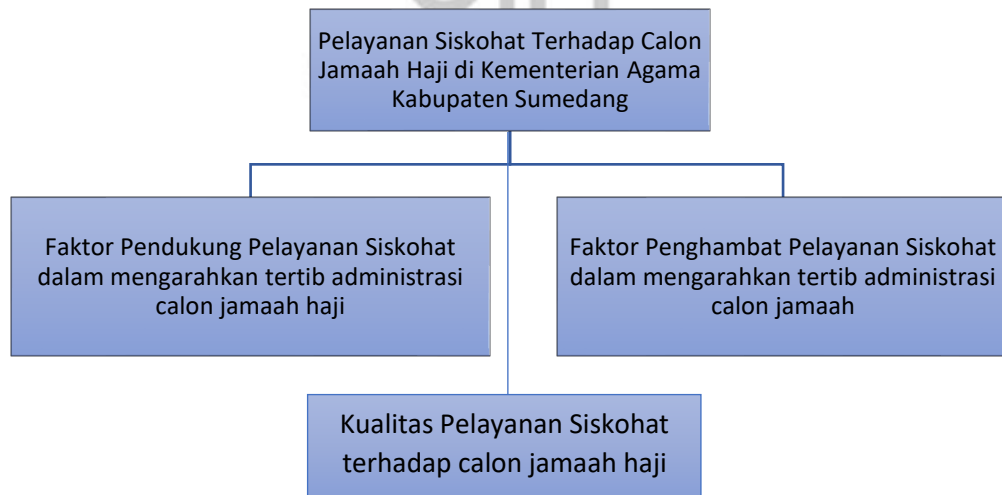 Pelayanan Siskohat Terhadap Calon
Jamaah Haji di Kementerian Agama
Kabupaten Sumedang
Faktor Pendukung Pelayanan Siskohat
dalam mengarahkan tertib administrasi
calon jamaah haji
Faktor Penghambat Pelayanan Siskohat
dalam mengarahkan tertib administrasi
calon jamaah
Kualitas Pelayanan Siskohat
terhadap calon jamaah haji